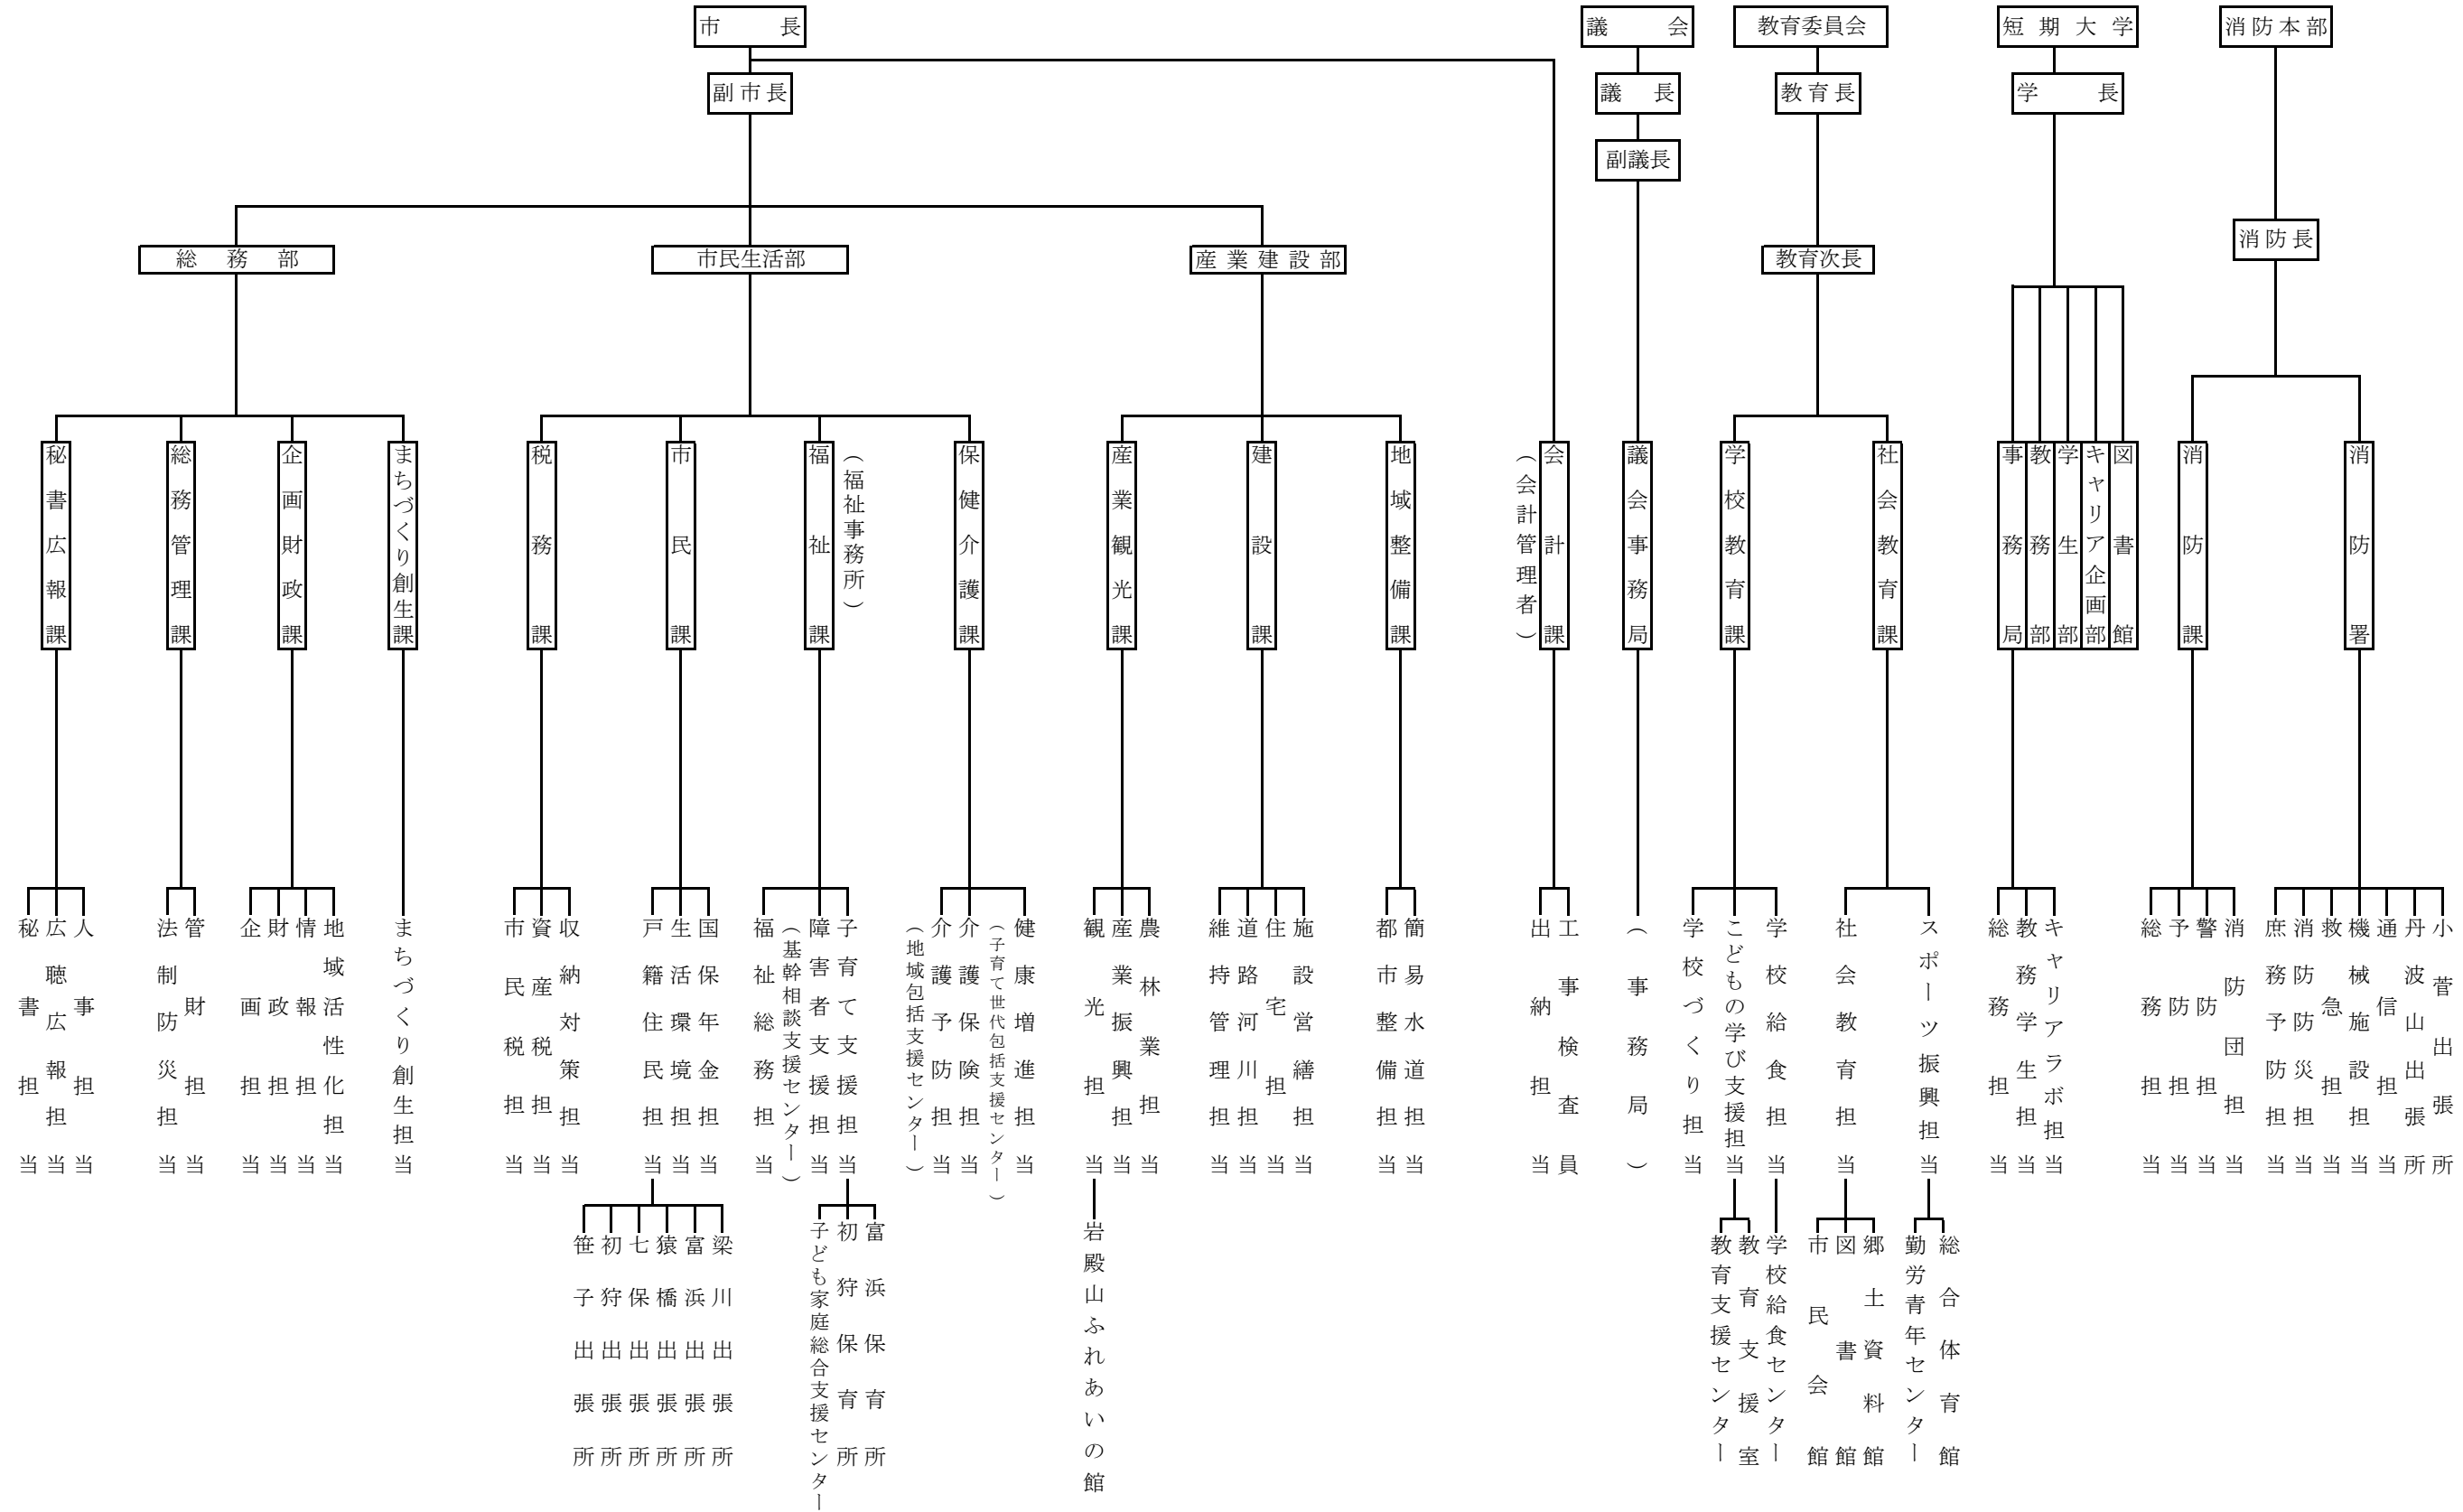 市長
議会
教育委員会
短期大学
消防本部
副市長
議長
教育長
学長
副議長
消防長
総務部
市民生活部
産業建設部
教育次長
秘書広報課
総務管理課
企画財政課
まちづくり創生課
税務課
市民課
福祉課
（福祉事務所）
保健介護課
産業観光課
建設課
地域整備課
（会計管理者）
会計課
議会事務局
学校教育課
社会教育課
事務局
教務部
学生部
キャリア企画部
図書館
消防課
消防署
秘書担当
広聴広報担当
人事担当
法制防災担当
管財担当
企画担当
財政担当
情報担当
地域活性化担当
まちづくり創生担当
市民税担当
資産税担当
収納対策担当
戸籍住民担当
生活環境担当
国保年金担当
福祉総務担当
（基幹相談支援センター）
障害者支援担当
子育て支援担当
（地域包括支援センター）
介護予防担当
介護保険担当
（子育て世代包括支援センター）
健康増進担当
観光担当
産業振興担当
農林業担当
維持管理担当
道路河川担当
住宅担当
施設営繕担当
都市整備担当
簡易水道担当
出納担当
工事検査員
（事務局）
学校づくり担当
こどもの学び支援担当
学校給食担当
社会教育担当
スポーツ振興担当
総務担当
教務学生担当
キャリアラボ担当
総務担当
予防担当
警防担当
消防団担当
庶務予防担当
消防防災担当
救急担当
機械施設担当
通信担当
丹波山出張所
小菅出張所
笹子出張所
初狩出張所
七保出張所
猿橋出張所
富浜出張所
梁川出張所
子ども家庭総合支援センター
初狩保育所
富浜保育所
岩殿山ふれあいの館
教育支援センター
教育支援室
学校給食センター
市民会館
図書館
郷土資料館
勤労青年センター
総合体育館